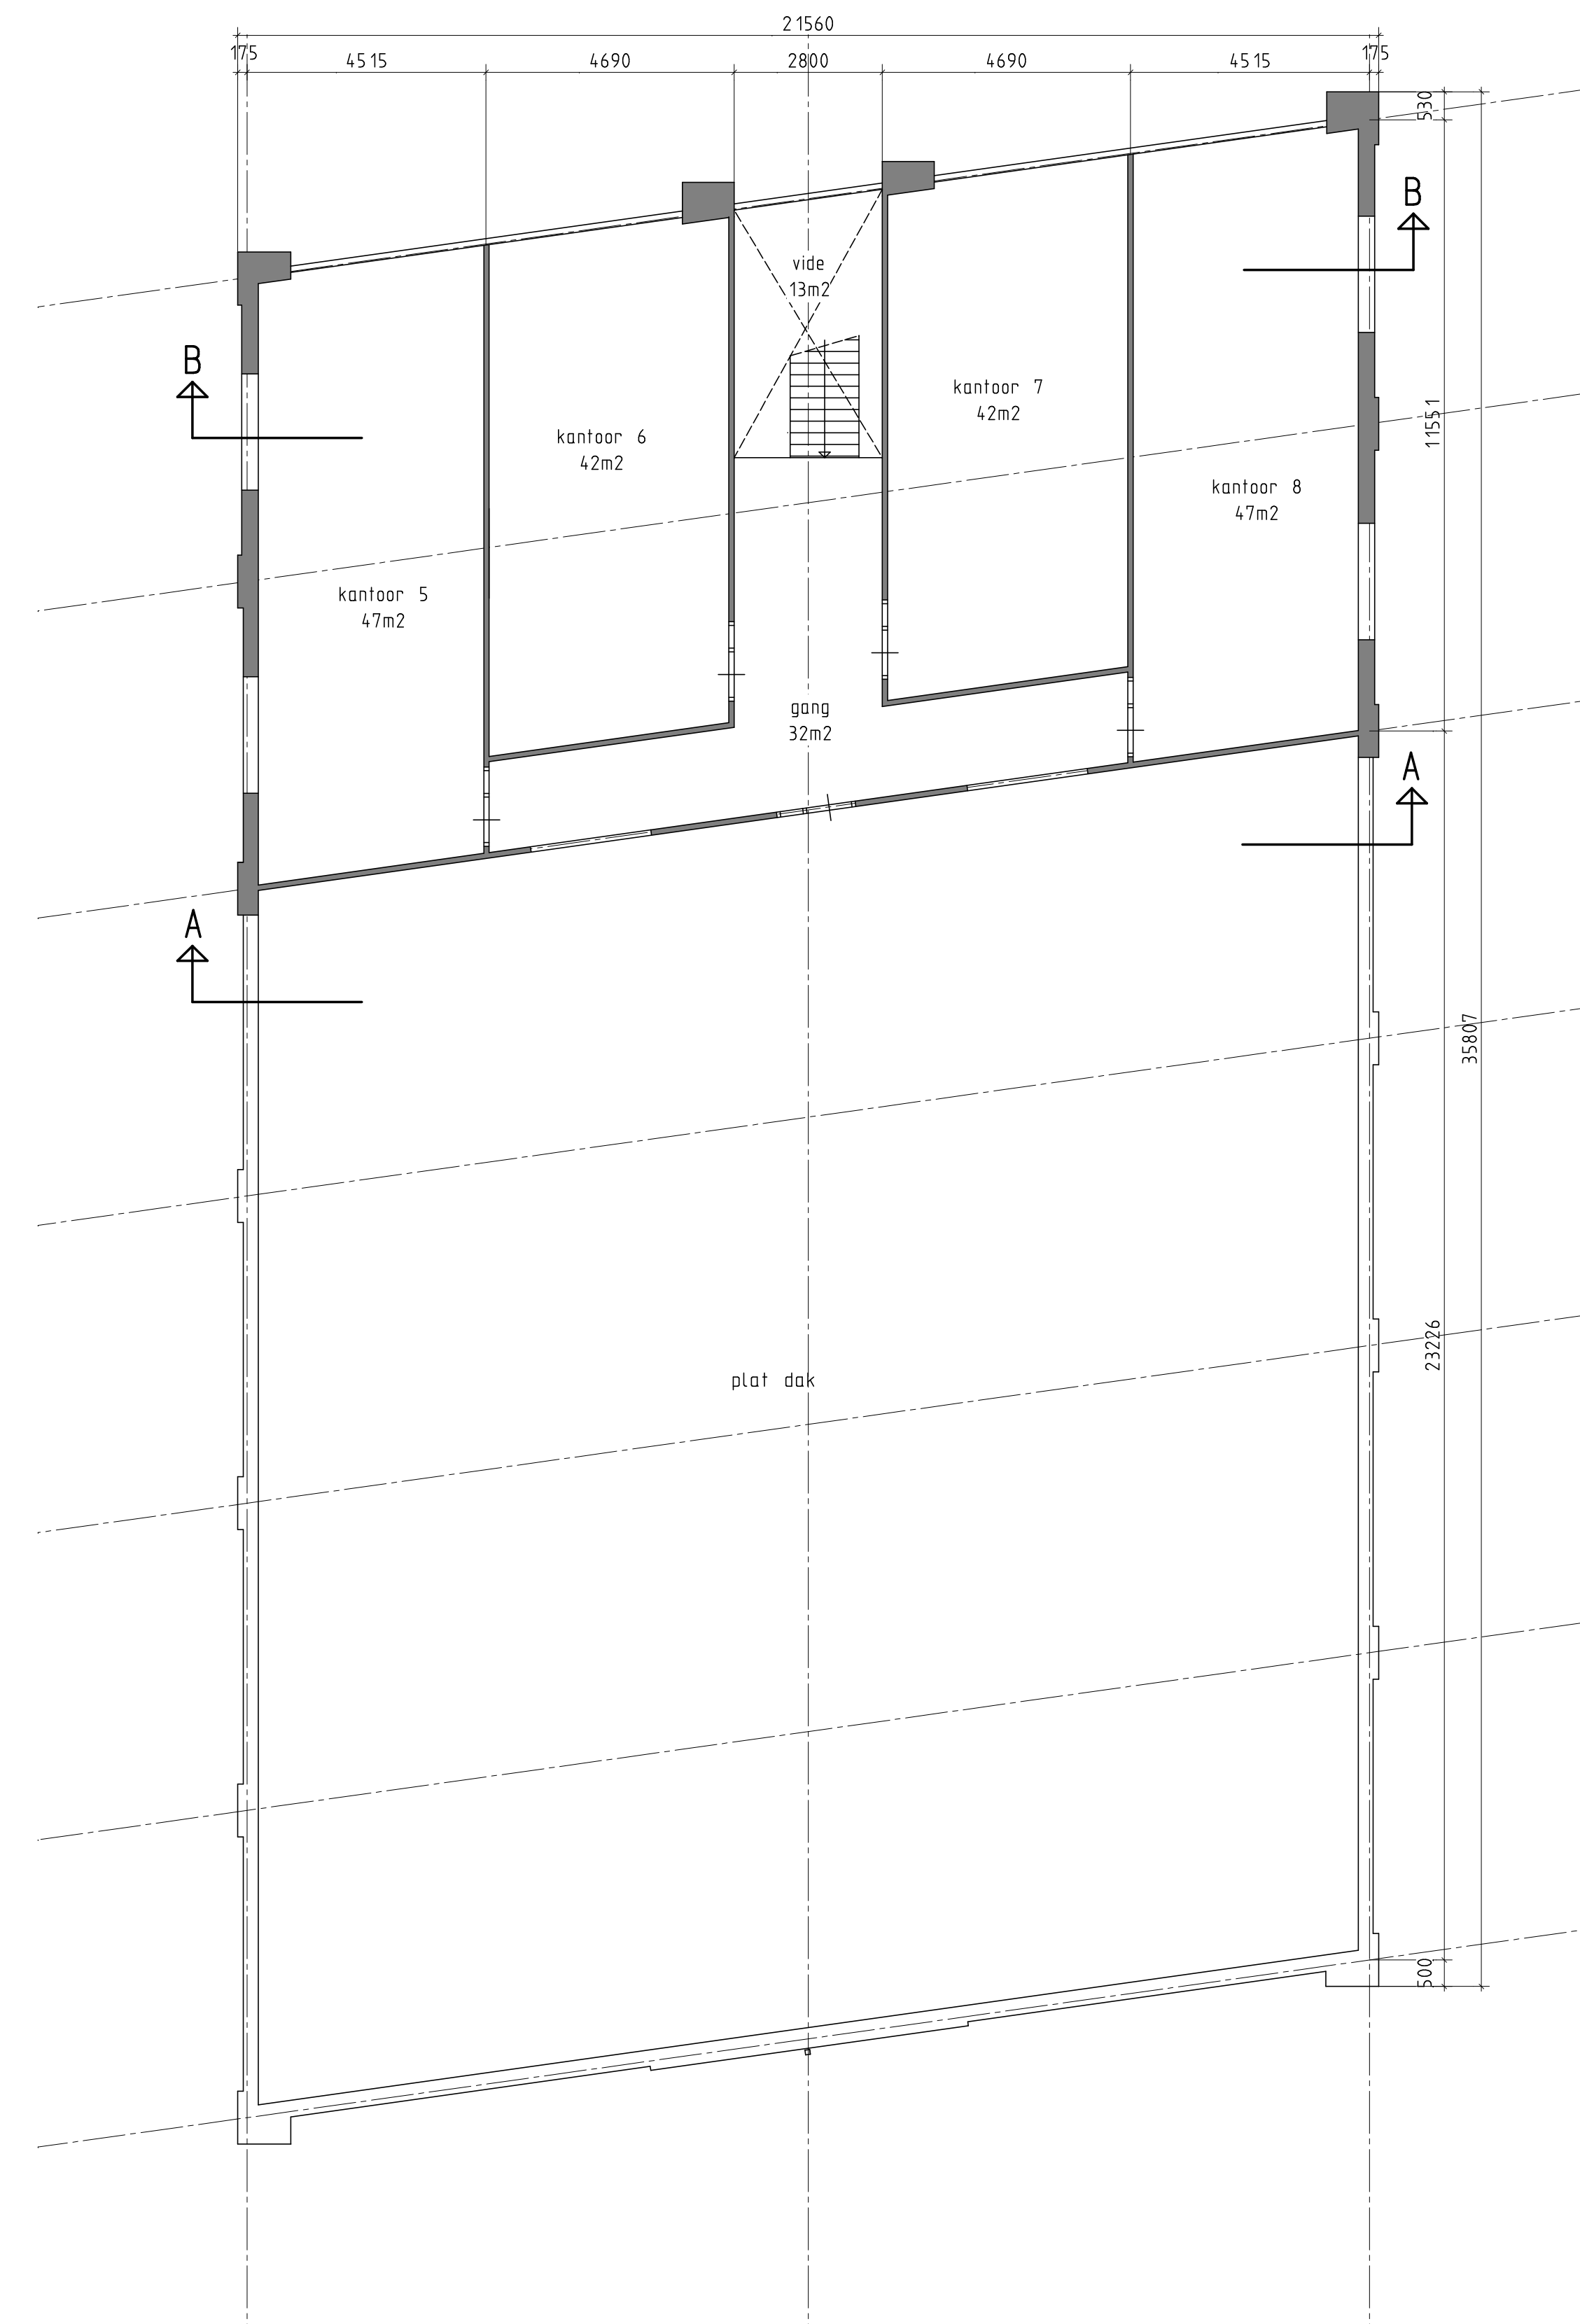 21560
175
4515
4690
2800
4690
4515
175
530
B
vide
13m2
B
kantoor 7
42m2
11551
kantoor 6
42m2
kantoor 8
47m2
kantoor 5
47m2
gang
32m2
A
A
35807
23226
plat dak
500